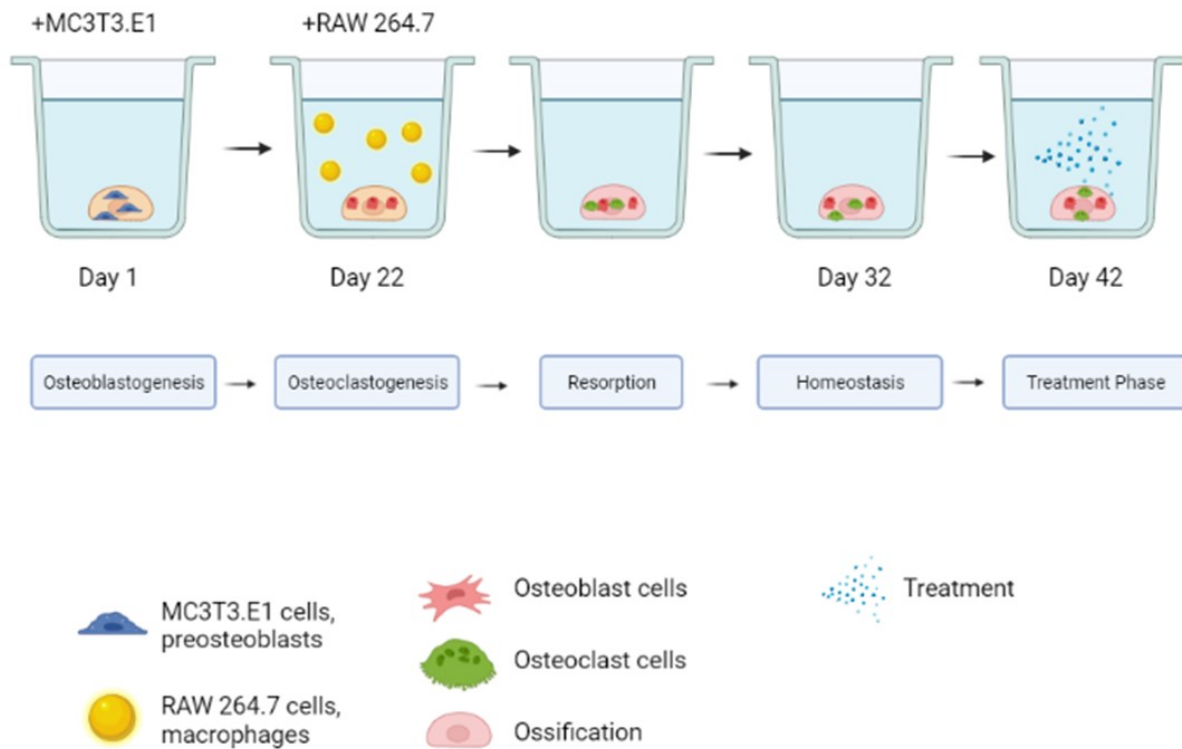 +MC3T3.E1
+RAW 264.7
Day 1
Day 22
Day 32
Day 42
Osteoblastogenesis
Osteoclastogenesis
Resorption
Homeostasis
Treatment Phase
MC3T3.E1 cells,
preosteoblasts
RAW 264.7 cells,
macrophages
Osteoblast cells
Osteoclast cells
Ossification
Treatment